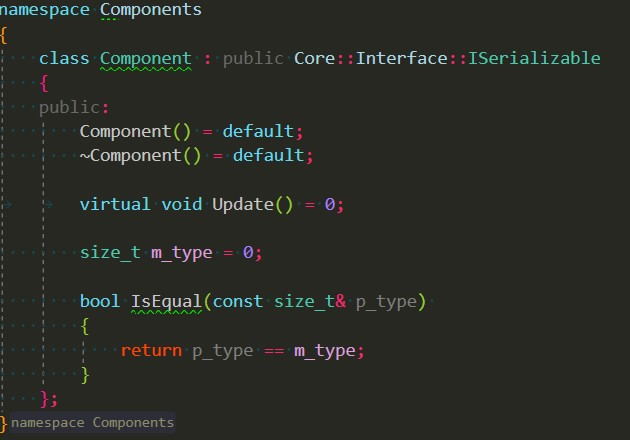 namespace Components
{
    class Component : public Core::Interface::ISerializable
    {
    public:
        Component() = default;
        ~Component() = default;

        virtual void Update() = 0;

        size_t m_type = 0;

        bool IsEqual(const size_t& p_type)
        {
            return p_type == m_type;
        }
    };
} namespace Components